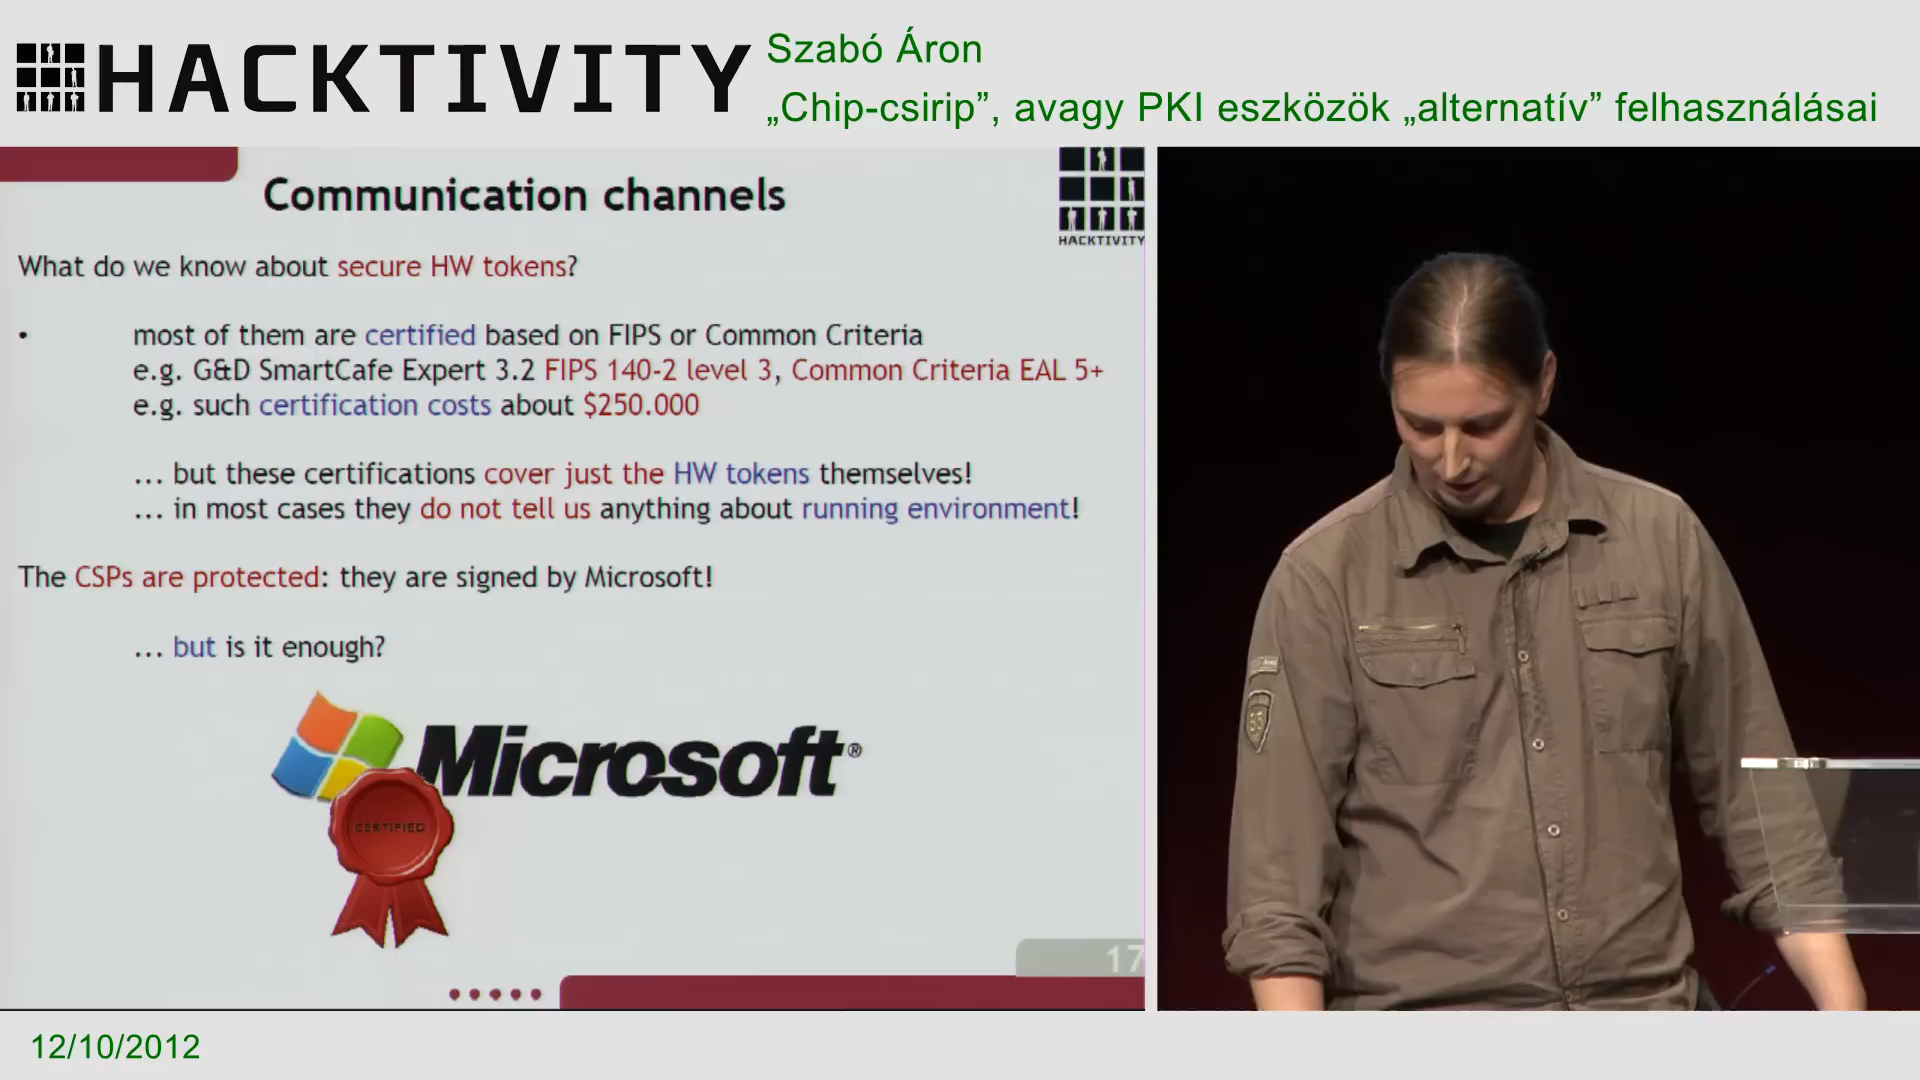 HACKTIVITY
Szabó Áron
„Chip-csirip”, avagy PKI eszközök „alternatív” felhasználásai
Communication channels
HACKTIVITY
What do we know about secure HW tokens?
• most of them are certified based on FIPS or Common Criteria
e.g. G&D SmartCafe Expert 3.2 FIPS 140-2 level 3, Common Criteria EAL 5+
e.g. such certification costs about $250.000
... but these certifications cover just the HW tokens themselves!
... in most cases they do not tell us anything about running environment!
The CSPs are protected: they are signed by Microsoft!
... but is it enough?
Microsoft®
CERTIFIED
17
12/10/2012